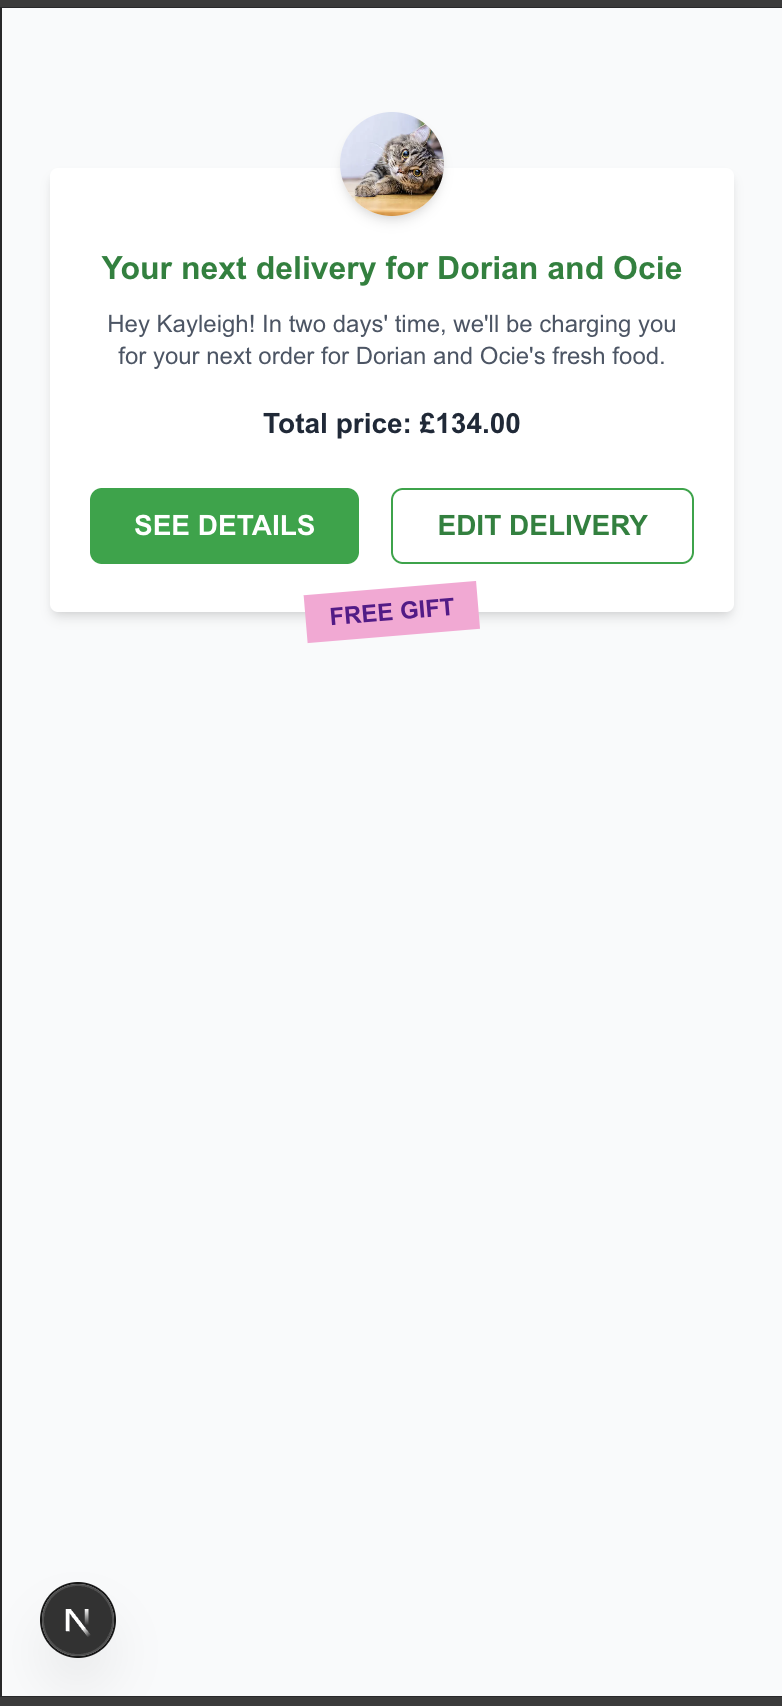 Your next delivery for Dorian and Ocie
Hey Kayleigh! In two days' time, we'll be charging you
for your next order for Dorian and Ocie's fresh food.
Total price: £134.00
SEE DETAILS
EDIT DELIVERY
FREE GIFT
N